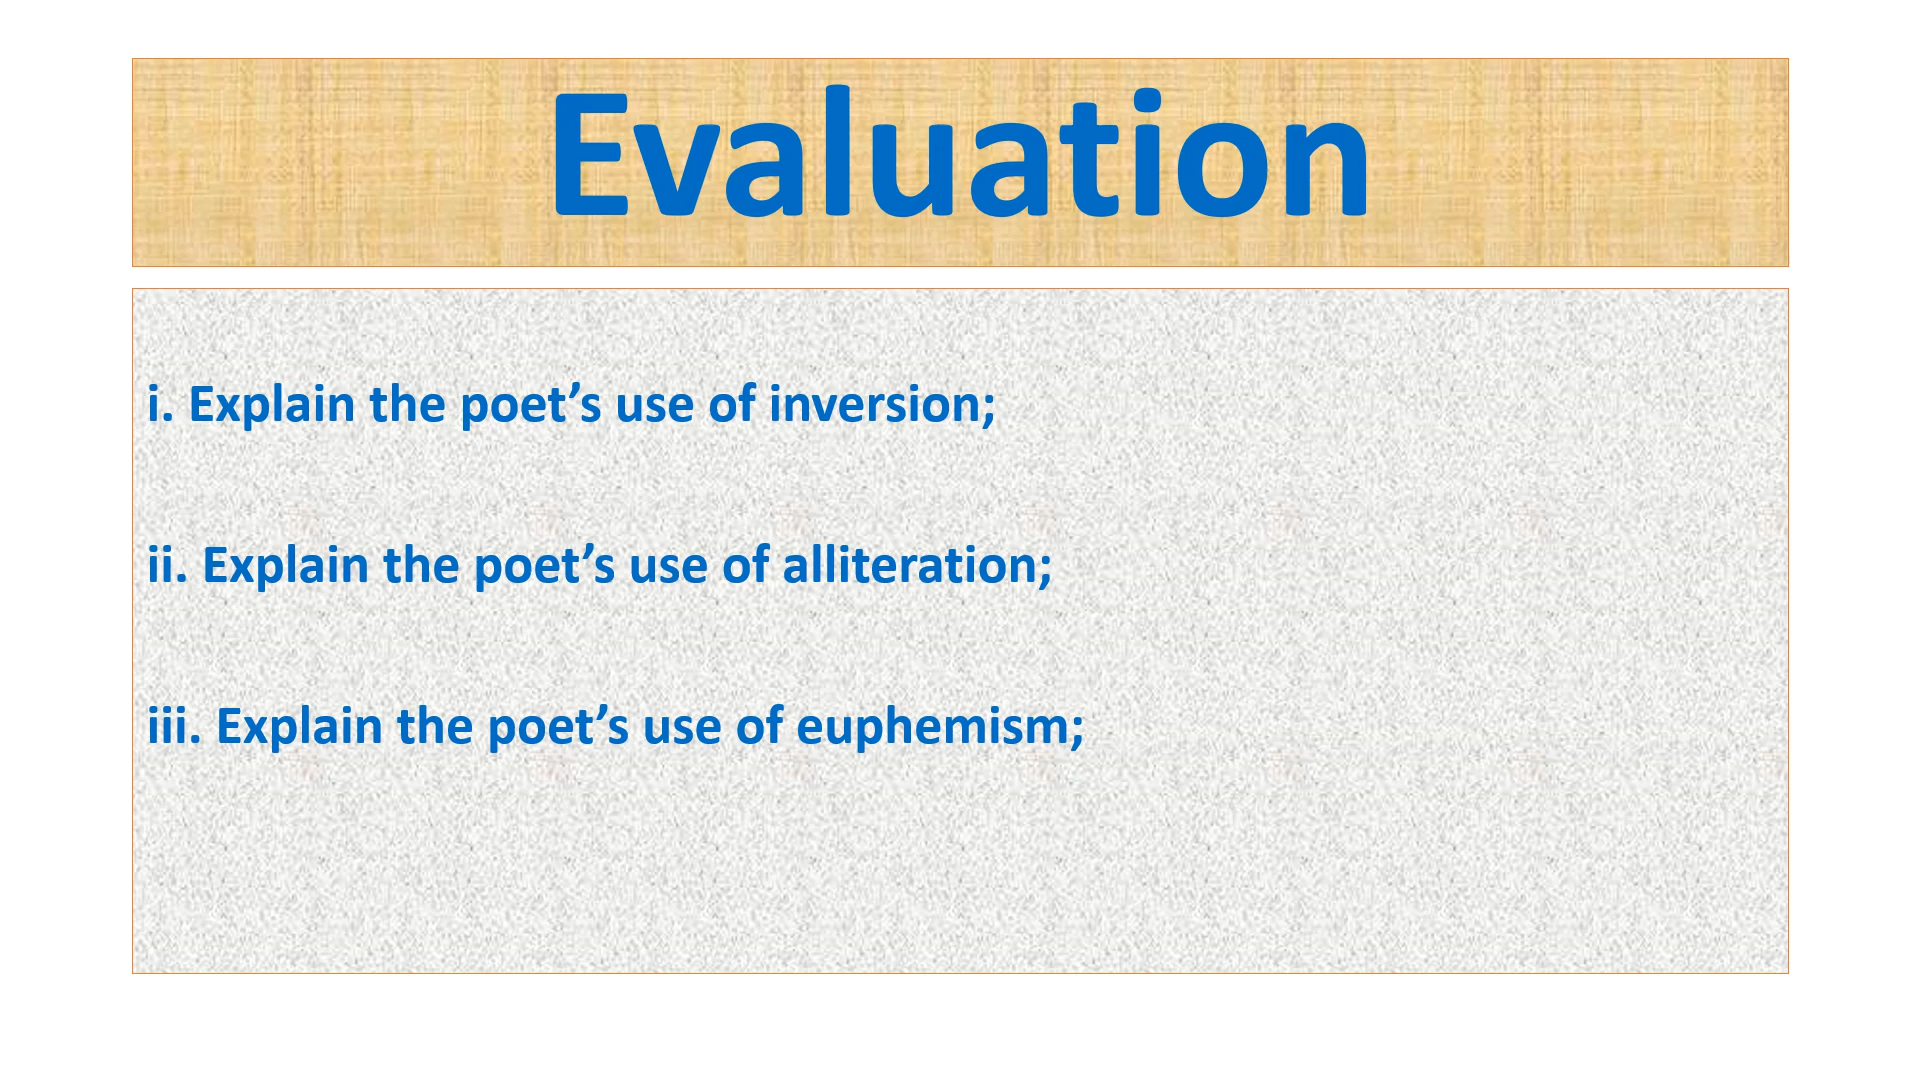 Evaluation
i. Explain the poet’s use of inversion;
ii. Explain the poet’s use of alliteration;
iii. Explain the poet’s use of euphemism;